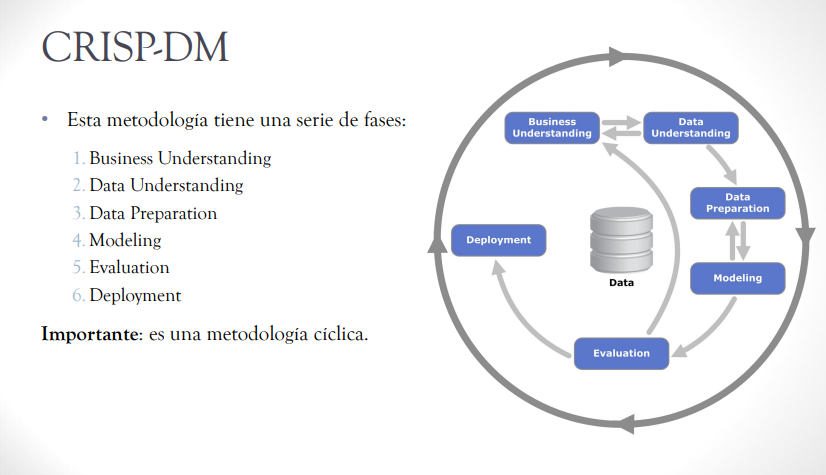 CRISP-DM
• Esta metodología tiene una serie de fases:
1. Business Understanding
2. Data Understanding
3. Data Preparation
4. Modeling
5. Evaluation
6. Deployment
Importante: es una metodología cíclica.
Business
Understanding
Data
Understanding
Data
Preparation
Modeling
Evaluation
Deployment
Data